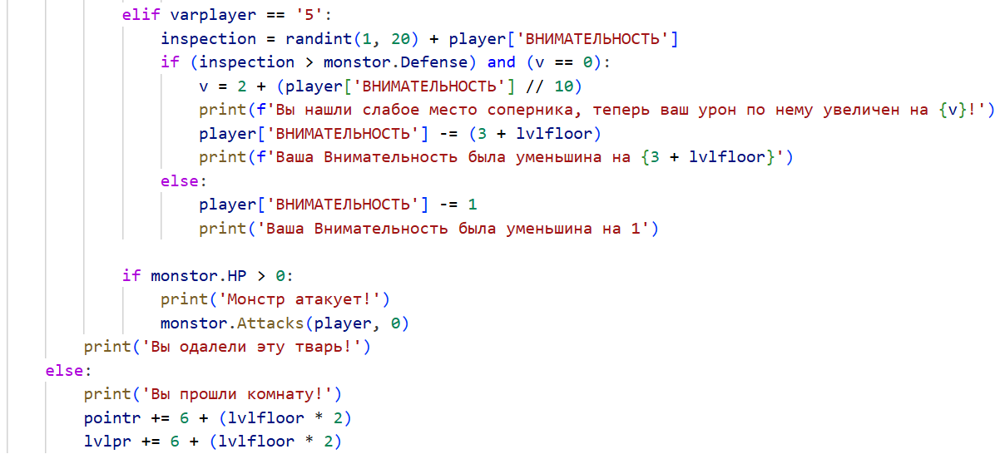 elif varplayer == '5':
inspection = randint(1, 20) + player['ВНИМАТЕЛЬНОСТЬ']
if (inspection > monstor.Defense) and (v == 0):
v = 2 + (player['ВНИМАТЕЛЬНОСТЬ'] // 10)
print(f'Вы нашли слабое место соперника, теперь ваш урон по нему увеличен на {v}!')
player['ВНИМАТЕЛЬНОСТЬ'] -= (3 + lvlfloor)
print(f'Ваша Внимательность была уменьшина на {3 + lvlfloor}')
else:
player['ВНИМАТЕЛЬНОСТЬ'] -= 1
print('Ваша Внимательность была уменьшина на 1')
if monstor.HP > 0:
print('Монстр атакует!')
monstor.Attacks(player, 0)
print('Вы одалели эту тварь!')
else:
print('Вы прошли комнату!')
pointr += 6 + (lvlfloor * 2)
lvlpr += 6 + (lvlfloor * 2)